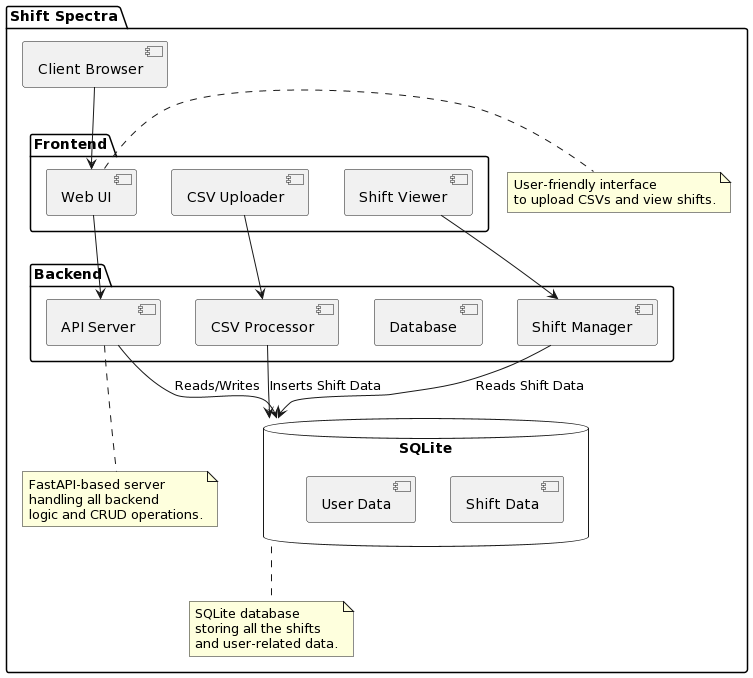 Shift Spectra
Client Browser
Frontend
Web UI
CSV Uploader
Shift Viewer
User-friendly interface
to upload CSVs and view shifts.
Backend
API Server
CSV Processor
Database
Shift Manager
Reads/Writes
Inserts Shift Data
Reads Shift Data
SQLite
User Data
Shift Data
FastAPI-based server
handling all backend
logic and CRUD operations.
SQLite database
storing all the shifts
and user-related data.